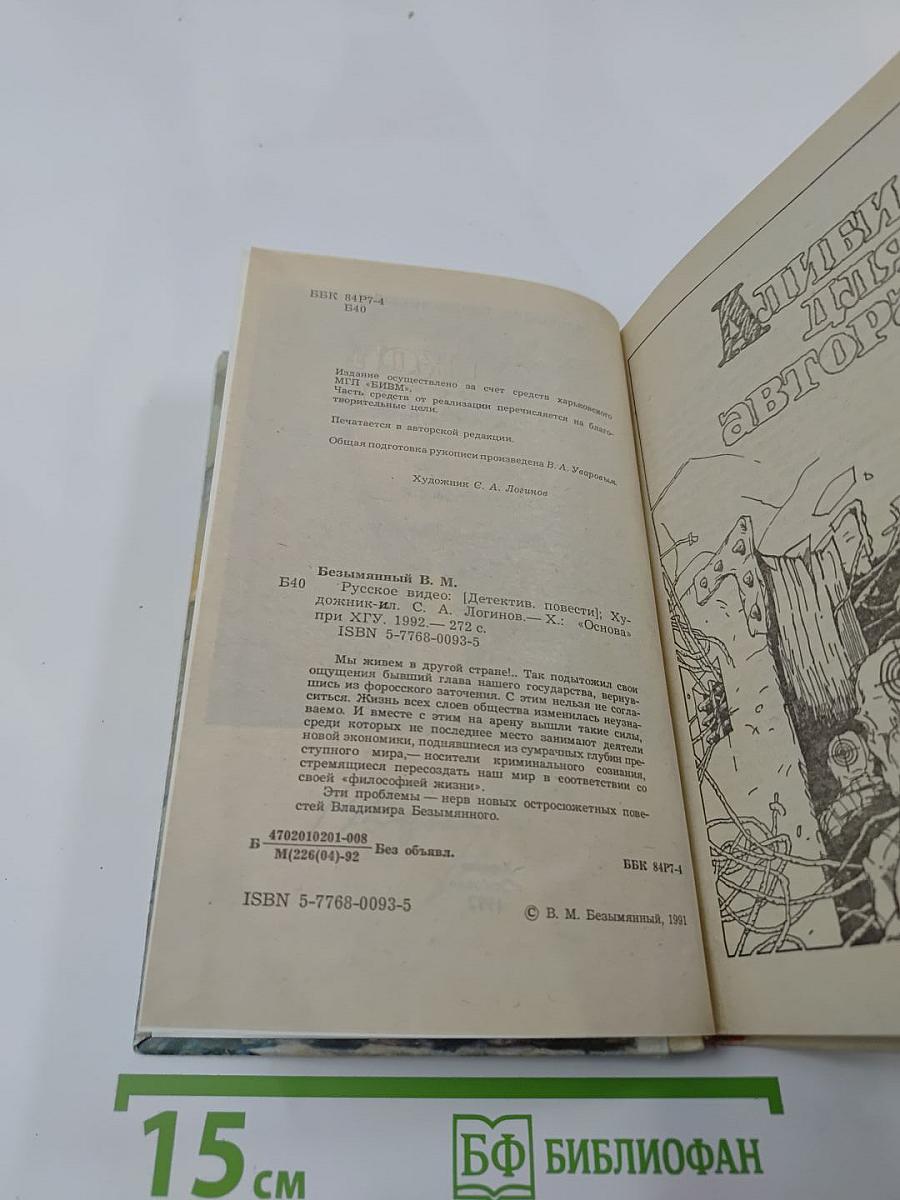 ББК 84Р7-4
Б40
Издание осуществлено за счет средств харьковского
МГП «БИВМ».
Часть средств от реализации перечисляется на благо-
творительные цели.
Печатается в авторской редакции.
Общая подготовка рукописи произведена В. А. Уваровым.
Художник С. А. Логинов
Безымянный В. М.
Б40 Русское видео: [Детектив. повести]; Ху-
дожник-ил. С. А. Логинов.— Х.: «Основа»
при ХГУ. 1992.— 272 с.
ISBN 5-7768-0093-5
Мы живем в другой стране!.. Так подытожил свои
ощущения бывший глава нашего государства, вернув-
шись из форосского заточения. С этим нельзя не согла-
ситься. Жизнь всех слоев общества изменилась неузна-
ваемо. И вместе с этим на арену вышли такие силы,
среди которых не последнее место занимают деятели
новой экономики, поднявшиеся из сумрачных глубин пре-
ступного мира,— носители криминального сознания,
стремящиеся пересоздать наш мир в соответствии со
своей «философией жизни».
Эти проблемы — нерв новых остросюжетных пове-
стей Владимира Безымянного.
Б 4702010201-008 Без объявл.
М(226(04)-92
ББК 84Р7-4
ISBN 5-7768-0093-5
© В. М. Безымянный, 1991
АЛИБИ
ДЛЯ
АВТОР
15 см
БФ БИБЛИОФАН